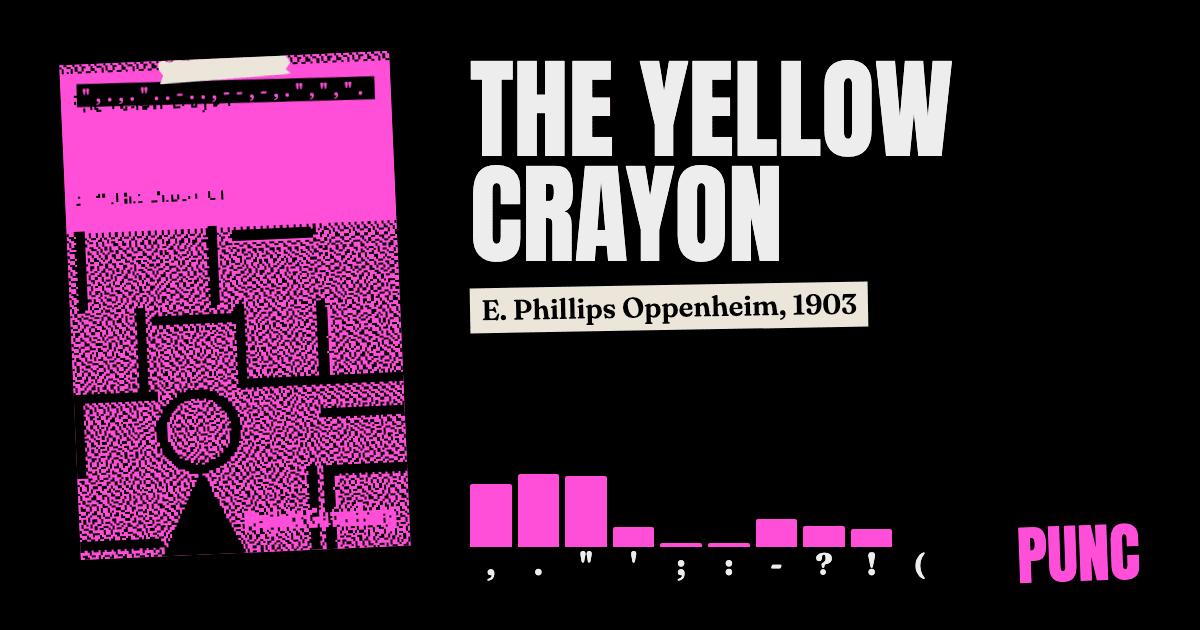 ",.,."..-..,--,-,.",",".
THE YELLOW
CRAYON
E. Phillips Oppenheim, 1903
, . " ' ; : - ? ! (
PUNC